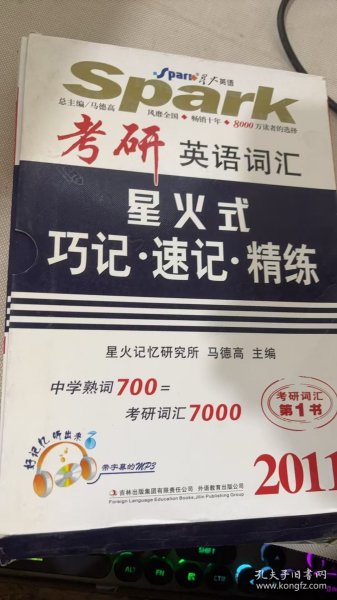 Spark 星火英语
Spark
总主编/马德高
风靡全国◆畅销十年◆8000万读者的选择
考研 英语词汇
星火式
巧记·速记·精练
星火记忆研究所 马德高 主编
中学熟词700=
考研词汇7000
考研词汇
第1书
好记忆 听出来
带字幕的MP3
吉林出版集团有限责任公司 外语教育出版公司
Foreign Language Education Books, Jilin Publishing Group
2011
SHIFT
ALT
FN
CTR
孔夫子旧书网
www.kongfz.com